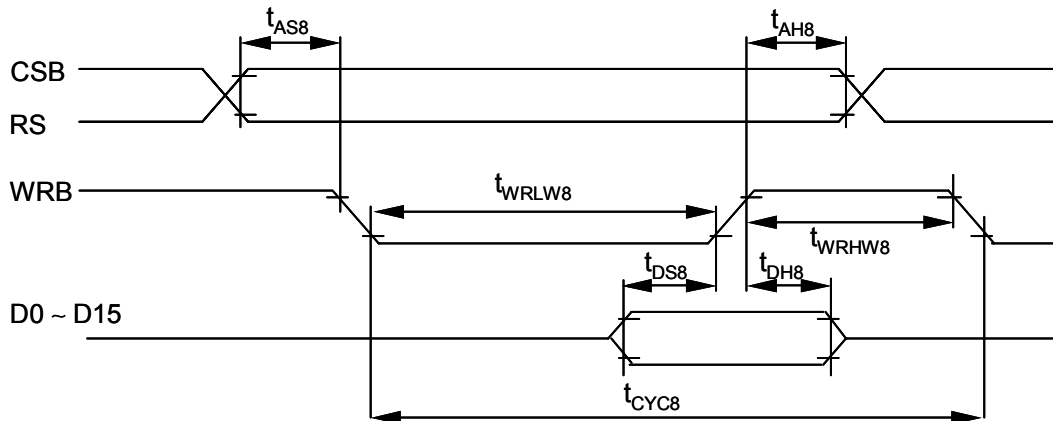 tAS8
tAH8
CSB
RS
WRB
tWRLW8
tWRHW8
tDS8
tDH8
D0 ~ D15
tCYC8